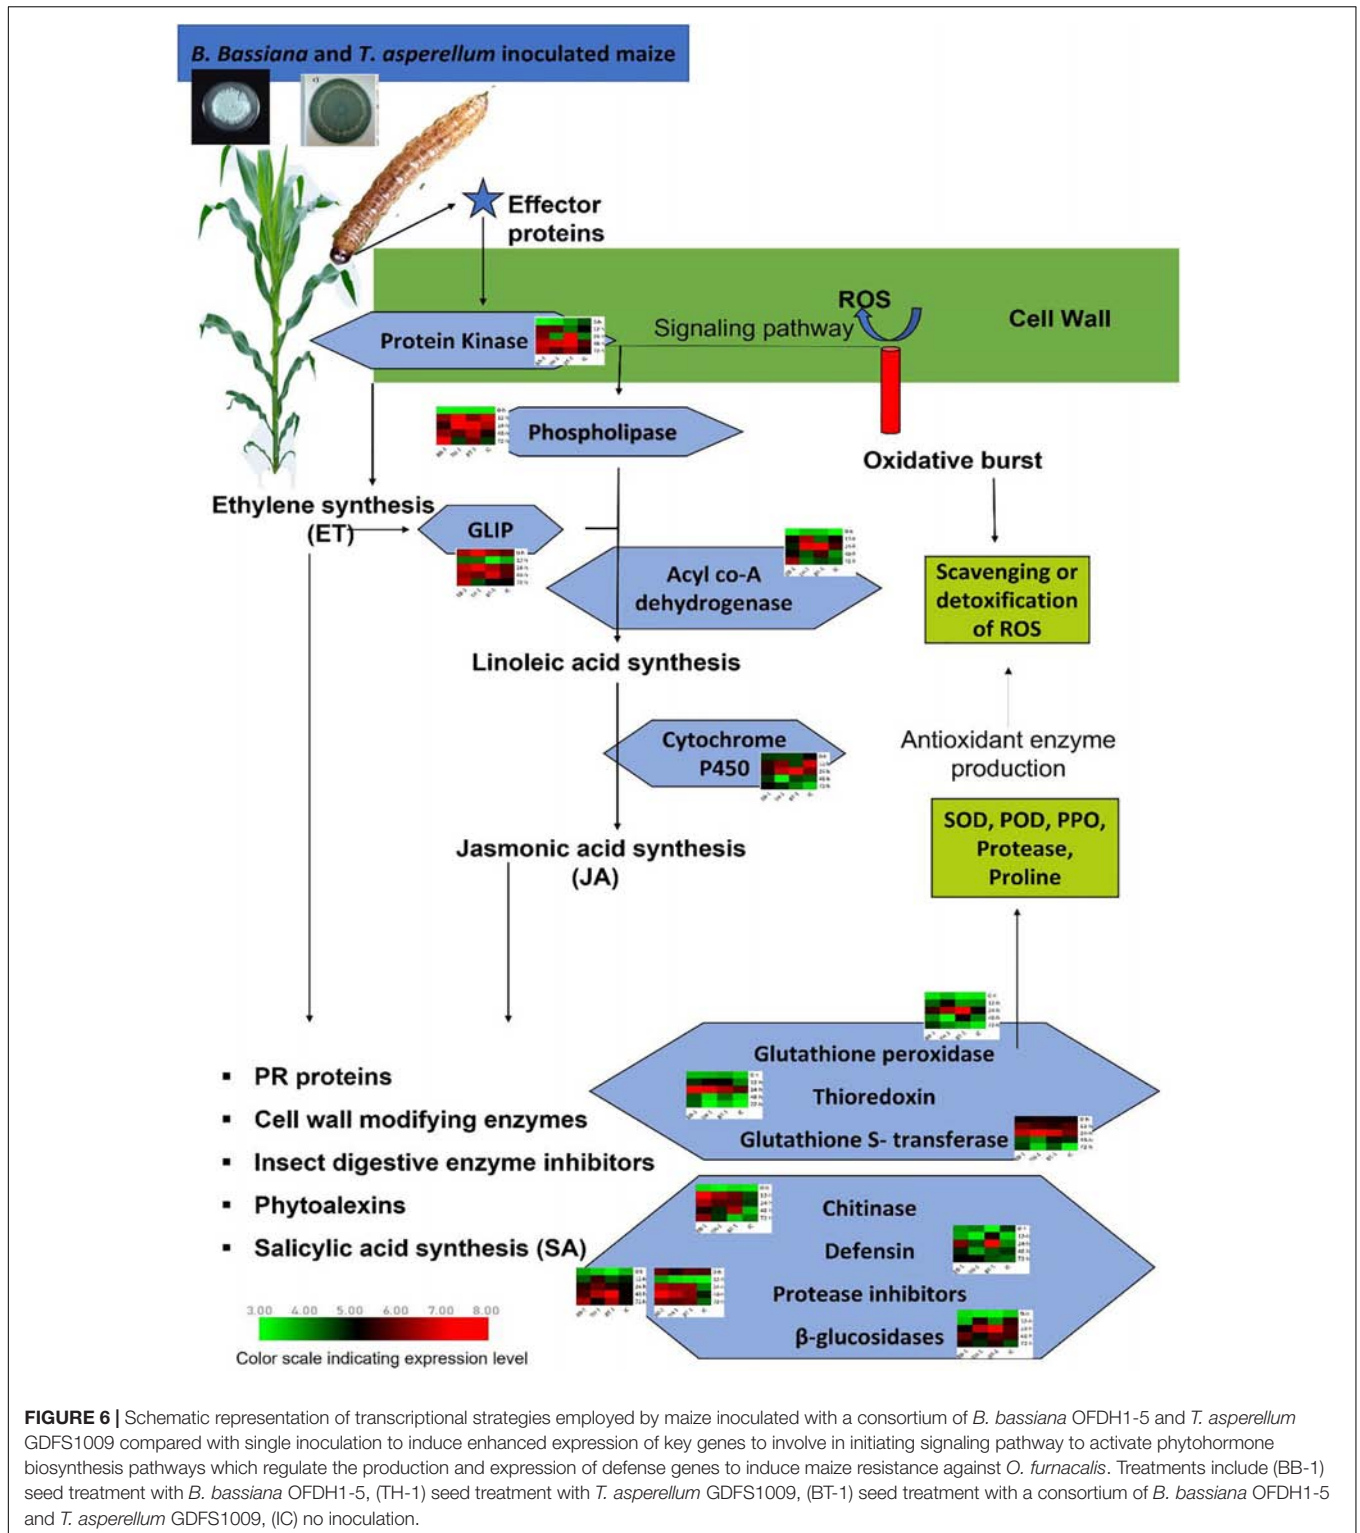 B. Bassiana and T. asperellum inoculated maize
Effector
proteins
ROS
Cell Wall
Signaling pathway
Protein Kinase
Phospholipase
Oxidative burst
Ethylene synthesis
(ET)
GLIP
Acyl co-A
dehydrogenase
Scavenging or
detoxification
of ROS
Linoleic acid synthesis
Cytochrome
P450
Antioxidant enzyme
production
SOD, POD, PPO,
Protease,
Proline
Jasmonic acid synthesis
(JA)
Glutathione peroxidase
Thioredoxin
Glutathione S- transferase
▪ PR proteins
▪ Cell wall modifying enzymes
▪ Insect digestive enzyme inhibitors
▪ Phytoalexins
▪ Salicylic acid synthesis (SA)
Chitinase
Defensin
Protease inhibitors
β-glucosidases
3.00 4.00 5.00 6.00 7.00 8.00
Color scale indicating expression level
FIGURE 6 | Schematic representation of transcriptional strategies employed by maize inoculated with a consortium of B. bassiana OFDH1-5 and T. asperellum
GDFS1009 compared with single inoculation to induce enhanced expression of key genes to involve in initiating signaling pathway to activate phytohormone
biosynthesis pathways which regulate the production and expression of defense genes to induce maize resistance against O. furnacalis. Treatments include (BB-1)
seed treatment with B. bassiana OFDH1-5, (TH-1) seed treatment with T. asperellum GDFS1009, (BT-1) seed treatment with a consortium of B. bassiana OFDH1-5
and T. asperellum GDFS1009, (IC) no inoculation.